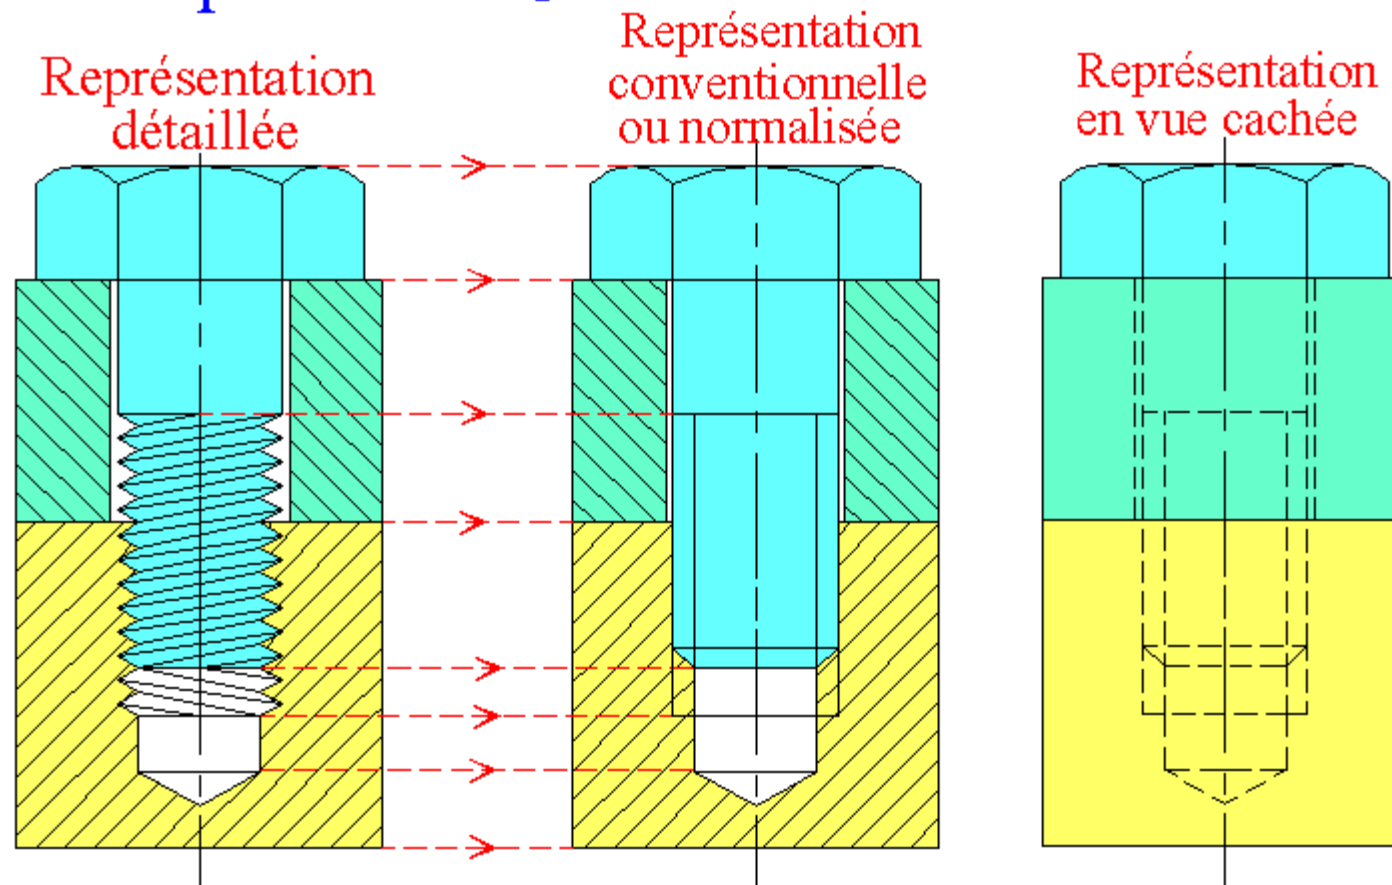 Représentation
détaillée
Représentation
conventionnelle
ou normalisée
Représentation
en vue cachée